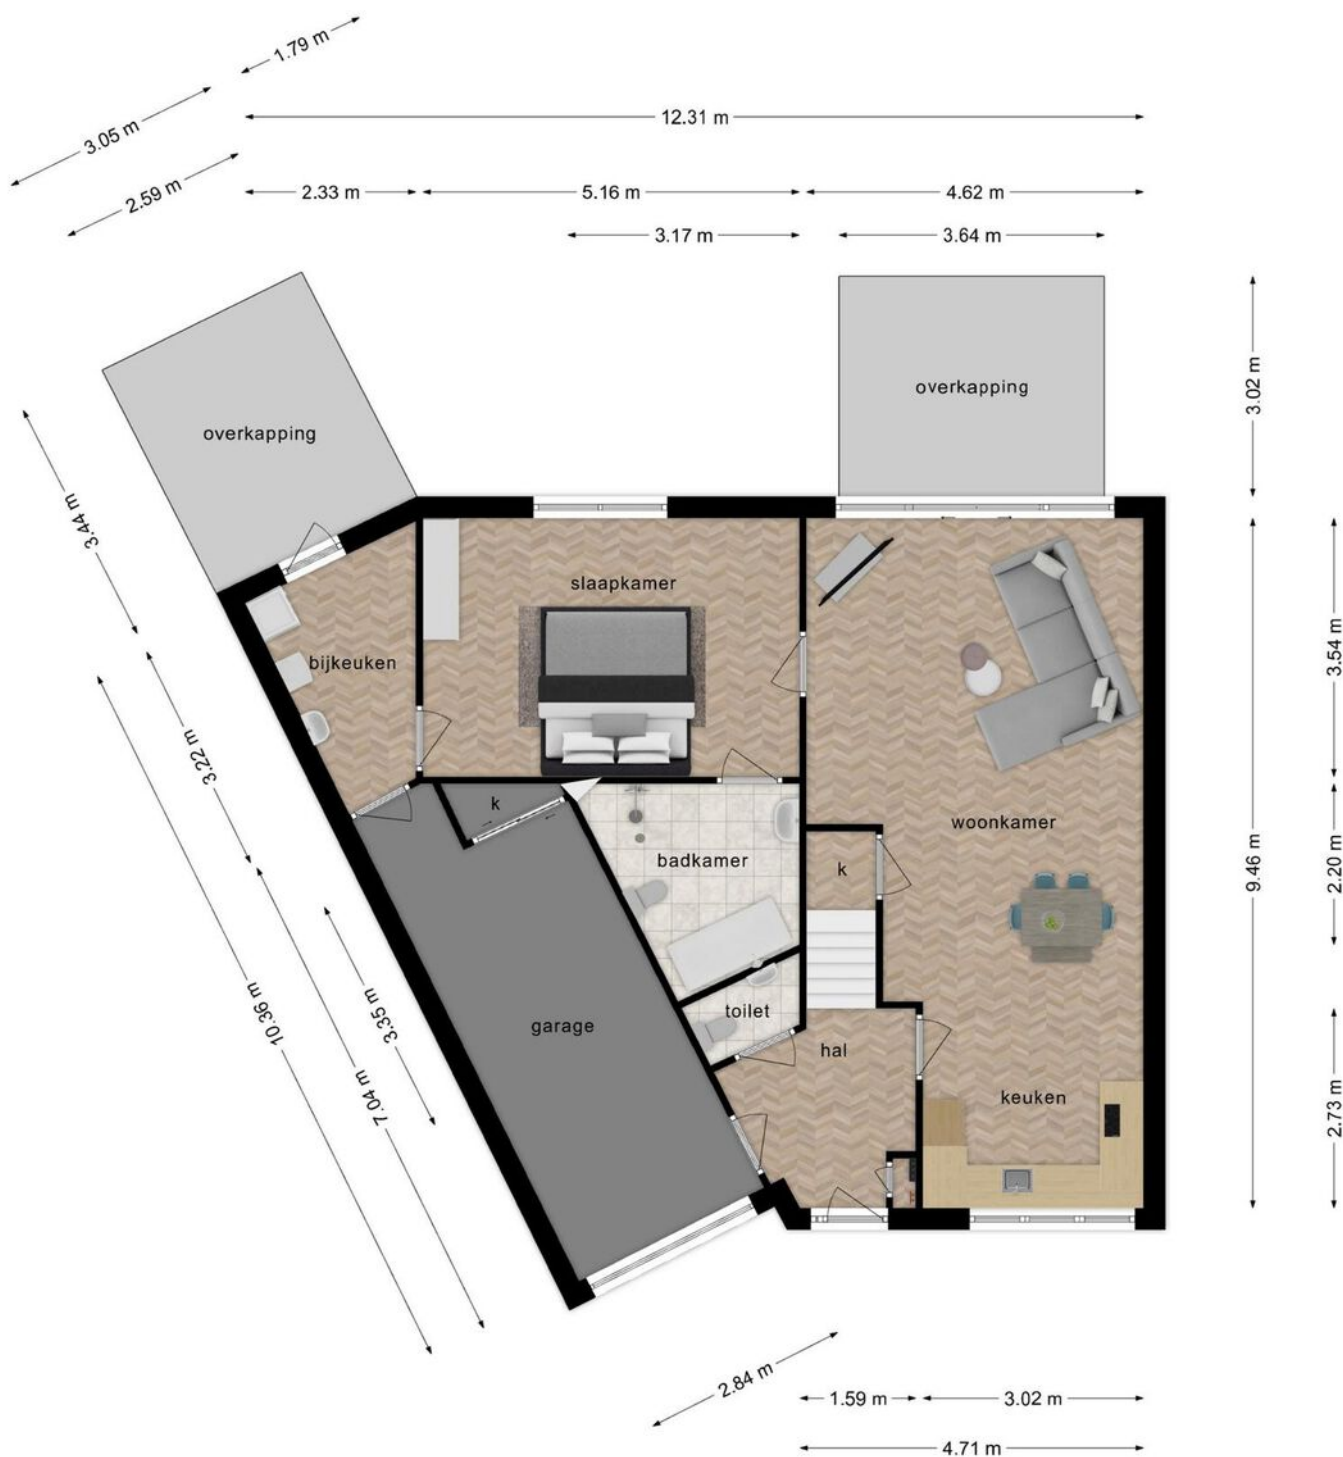 1.79 m
3.05 m
12.31 m
2.59 m
2.33 m
5.16 m
4.62 m
3.17 m
3.64 m
overkapping
overkapping
3.02 m
3.44 m
slaapkamer
bijkeuken
3.54 m
3.22 m
k
woonkamer
badkamer
k
9.46 m
2.20 m
10.36 m
3.35 m
toilet
garage
hal
7.04 m
keuken
2.73 m
2.84 m
1.59 m
3.02 m
4.71 m